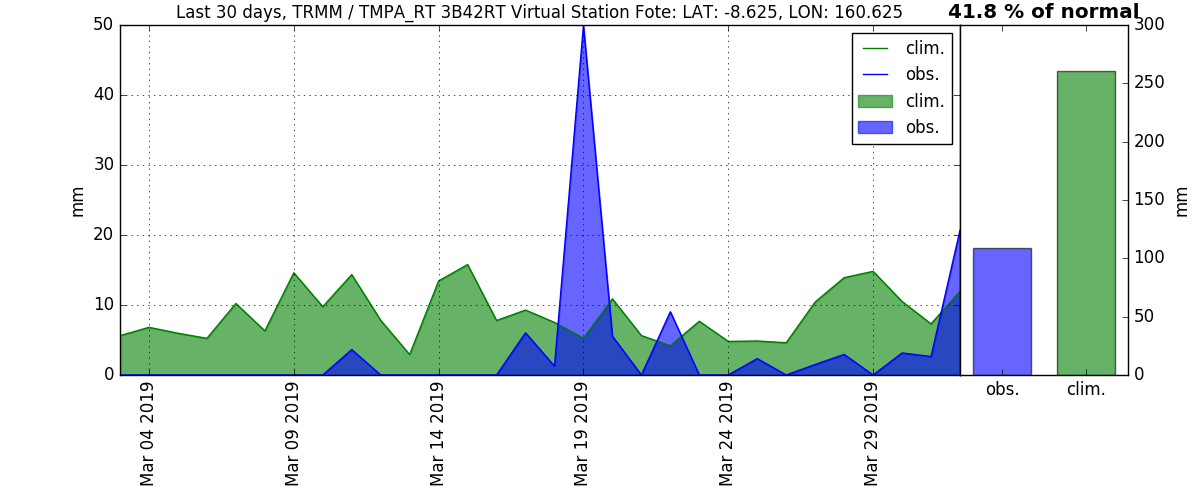 Last 30 days, TRMM / TMPA_RT 3B42RT Virtual Station Fote: LAT: -8.625, LON: 160.625
41.8 % of normal
50
40
30
20
10
0
mm
clim.
obs.
clim.
obs.
300
250
200
150
100
50
0
mm
obs.
clim.
Mar 04 2019
Mar 09 2019
Mar 14 2019
Mar 19 2019
Mar 24 2019
Mar 29 2019